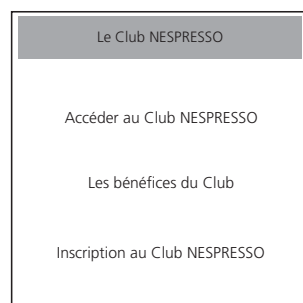 Le Club NESPRESSO
Accéder au Club NESPRESSO
Les bénéfices du Club
Inscription au Club NESPRESSO